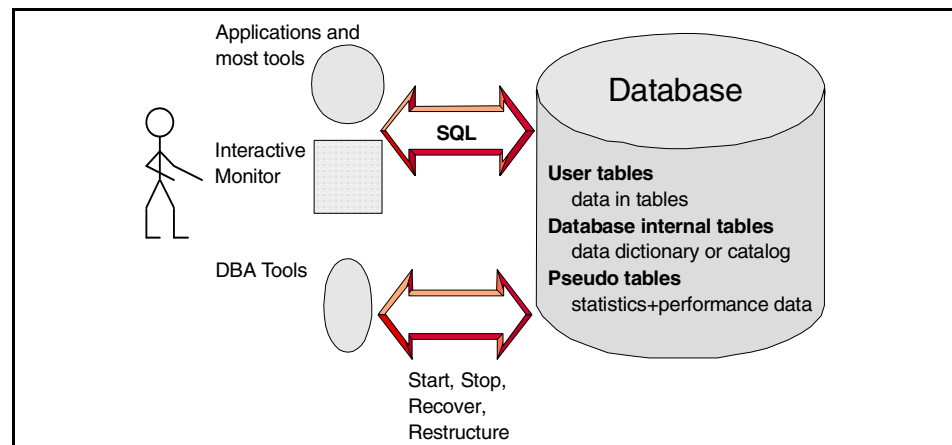 Applications and
most tools
Database
SQL
Interactive
Monitor
User tables
data in tables
Database internal tables
data dictionary or catalog
Pseudo tables
statistics+performance data
DBA Tools
Start, Stop,
Recover,
Restructure